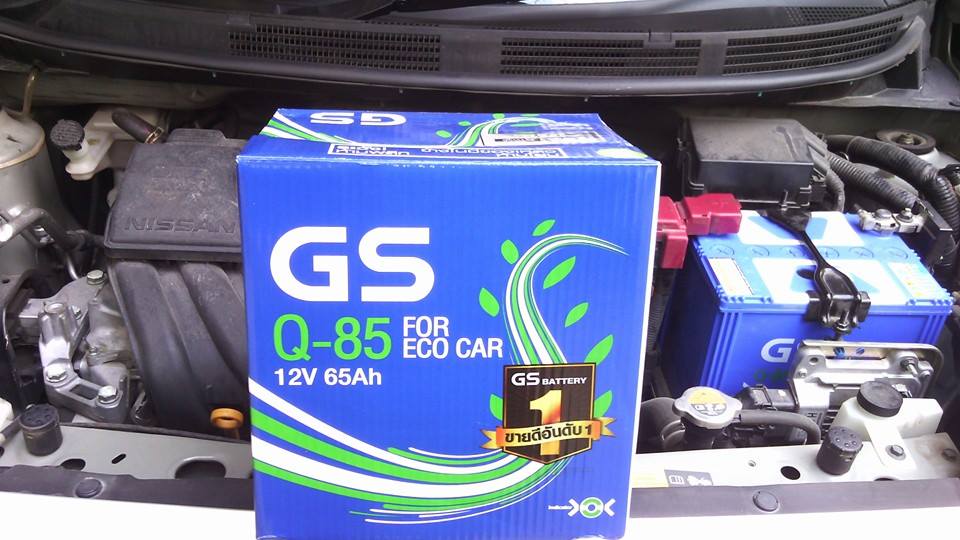 GS
NISSAN
GS
Q-85 FOR
ECO CAR
12V 65Ah
GS BATTERY
1
ขายดีอันดับ 1
Indicator
G